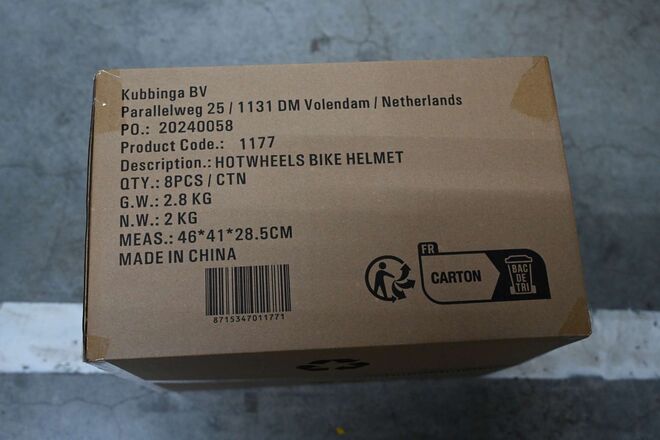 Kubbinga BV
Parallelweg 25 / 1131 DM Volendam / Netherlands
PO.: 20240058
Product Code.: 1177
Description.: HOTWHEELS BIKE HELMET
QTY.: 8PCS / CTN
G.W.: 2.8 KG
N.W.: 2 KG
MEAS.: 46*41*28.5CM
MADE IN CHINA
8715347011771
FR
CARTON
BAC
DE
TRI